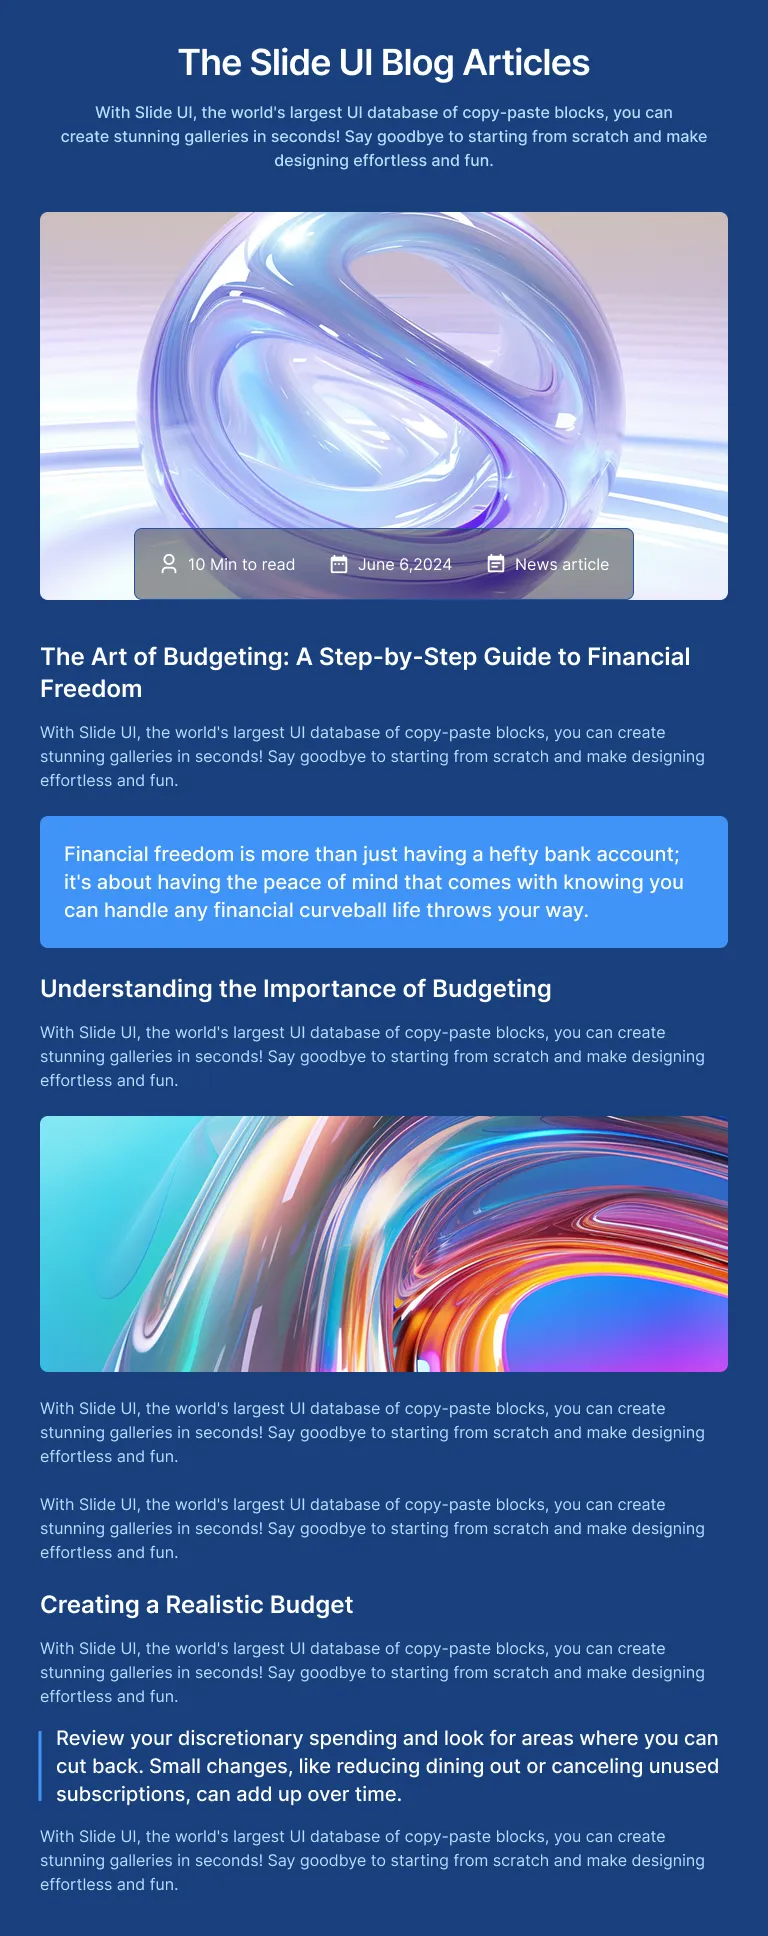 The Slide UI Blog Articles
With Slide UI, the world's largest UI database of copy-paste blocks, you can
create stunning galleries in seconds! Say goodbye to starting from scratch and make
designing effortless and fun.
10 Min to read
June 6,2024
News article
The Art of Budgeting: A Step-by-Step Guide to Financial
Freedom
With Slide UI, the world's largest UI database of copy-paste blocks, you can create
stunning galleries in seconds! Say goodbye to starting from scratch and make designing
effortless and fun.
Financial freedom is more than just having a hefty bank account;
it's about having the peace of mind that comes with knowing you
can handle any financial curveball life throws your way.
Understanding the Importance of Budgeting
With Slide UI, the world's largest UI database of copy-paste blocks, you can create
stunning galleries in seconds! Say goodbye to starting from scratch and make designing
effortless and fun.
With Slide UI, the world's largest UI database of copy-paste blocks, you can create
stunning galleries in seconds! Say goodbye to starting from scratch and make designing
effortless and fun.
With Slide UI, the world's largest UI database of copy-paste blocks, you can create
stunning galleries in seconds! Say goodbye to starting from scratch and make designing
effortless and fun.
Creating a Realistic Budget
With Slide UI, the world's largest UI database of copy-paste blocks, you can create
stunning galleries in seconds! Say goodbye to starting from scratch and make designing
effortless and fun.
Review your discretionary spending and look for areas where you can
cut back. Small changes, like reducing dining out or canceling unused
subscriptions, can add up over time.
With Slide UI, the world's largest UI database of copy-paste blocks, you can create
stunning galleries in seconds! Say goodbye to starting from scratch and make designing
effortless and fun.